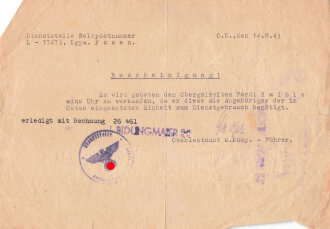 Dienststelle Feldpostnummer
L - 17473, Lgpa. P o s e n.
O.U., den 14.8.43
B e s c h e i n i g u n g !
Es wird gebeten den Obergefreiten Ferdi H a i b l e
eine Uhr zu verkaufen, da er diese als Angehöriger der im
Osten eingesetzten Einheit zum Dienstgebrauch benötigt.
erledigt mit Rechnung 26 461
BIDLINGMAIER
Oberleutnant u.Komp. - Führer.